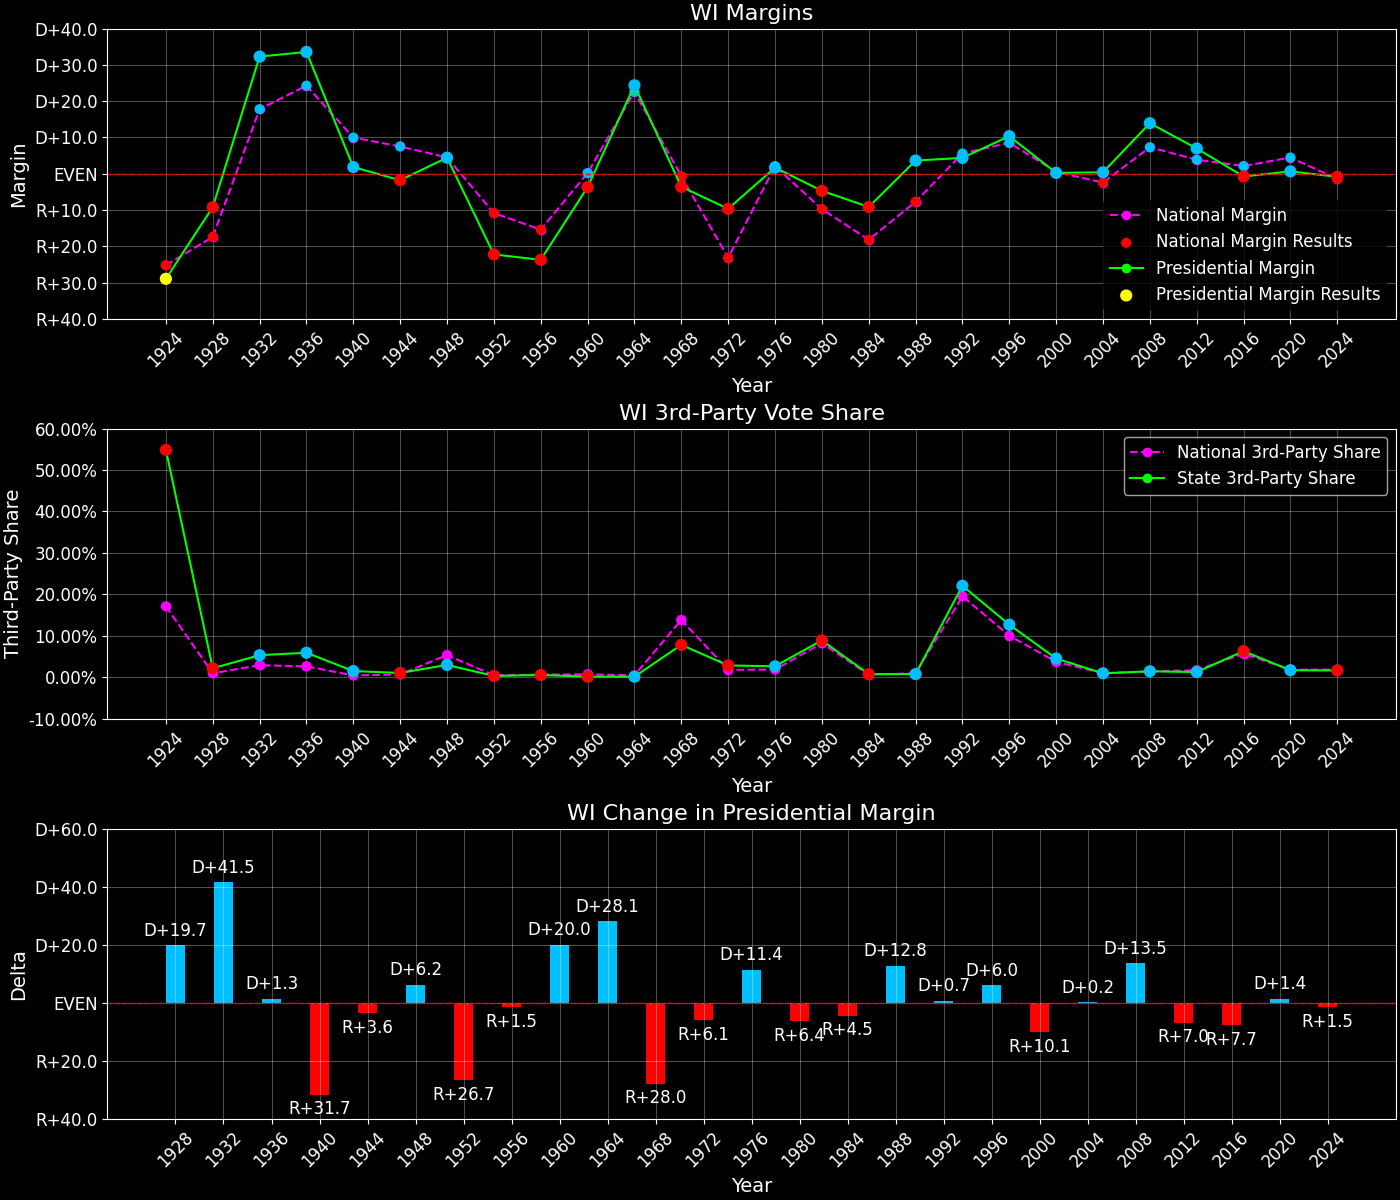 WI Margins
D+40.0
D+30.0
D+20.0
D+10.0
EVEN
R+10.0
R+20.0
R+30.0
R+40.0
Margin
National Margin
National Margin Results
Presidential Margin
Presidential Margin Results
1924 1928 1932 1936 1940 1944 1948 1952 1956 1960 1964 1968 1972 1976 1980 1984 1988 1992 1996 2000 2004 2008 2012 2016 2020 2024
Year
WI 3rd-Party Vote Share
60.00%
50.00%
40.00%
30.00%
20.00%
10.00%
0.00%
-10.00%
Third-Party Share
National 3rd-Party Share
State 3rd-Party Share
1924 1928 1932 1936 1940 1944 1948 1952 1956 1960 1964 1968 1972 1976 1980 1984 1988 1992 1996 2000 2004 2008 2012 2016 2020 2024
Year
WI Change in Presidential Margin
D+60.0
D+40.0
D+20.0
EVEN
R+20.0
R+40.0
Delta
D+19.7
D+41.5
D+1.3
R+31.7
R+3.6
D+6.2
R+26.7
R+1.5
D+20.0
D+28.1
R+28.0
R+6.1
D+11.4
R+6.4
R+4.5
D+12.8
D+0.7
D+6.0
R+10.1
D+0.2
D+13.5
R+7.0
R+7.7
D+1.4
R+1.5
1928 1932 1936 1940 1944 1948 1952 1956 1960 1964 1968 1972 1976 1980 1984 1988 1992 1996 2000 2004 2008 2012 2016 2020 2024
Year